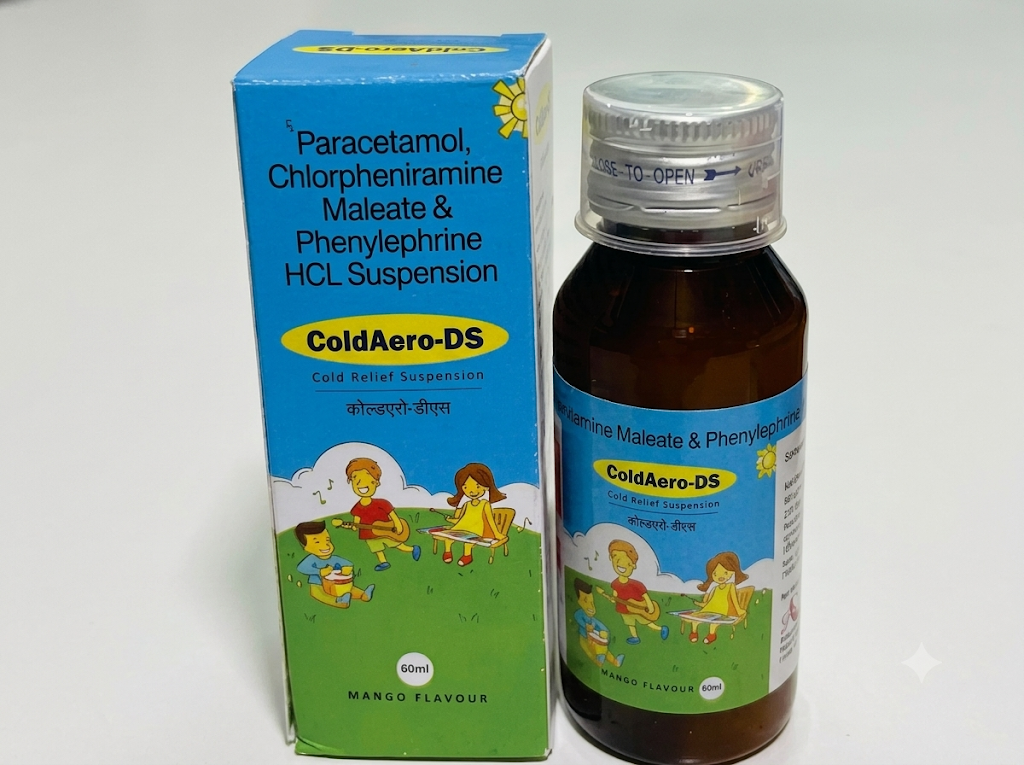 ColdAero-DS
Paracetamol,
Chlorpheniramine
Maleate &
Phenylephrine
HCL Suspension
ColdAero-DS
Cold Relief Suspension
कोल्डएरो-डीएस
60ml
MANGO FLAVOUR
CLOSE-TO-OPEN
Maleate & Phenylephrine
ColdAero-DS
Cold Relief Suspension
कोल्डएरो-डीएस
MANGO FLAVOUR 60ml